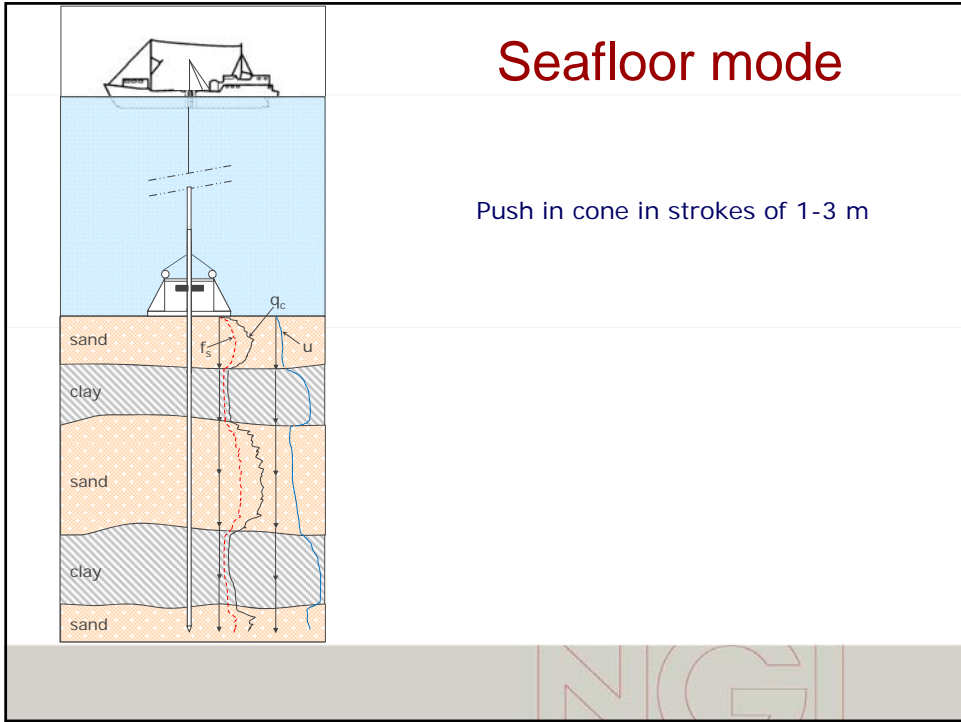 Seafloor mode
Push in cone in strokes of 1-3 m
qc
sand
fs
u
clay
sand
clay
sand
NGI